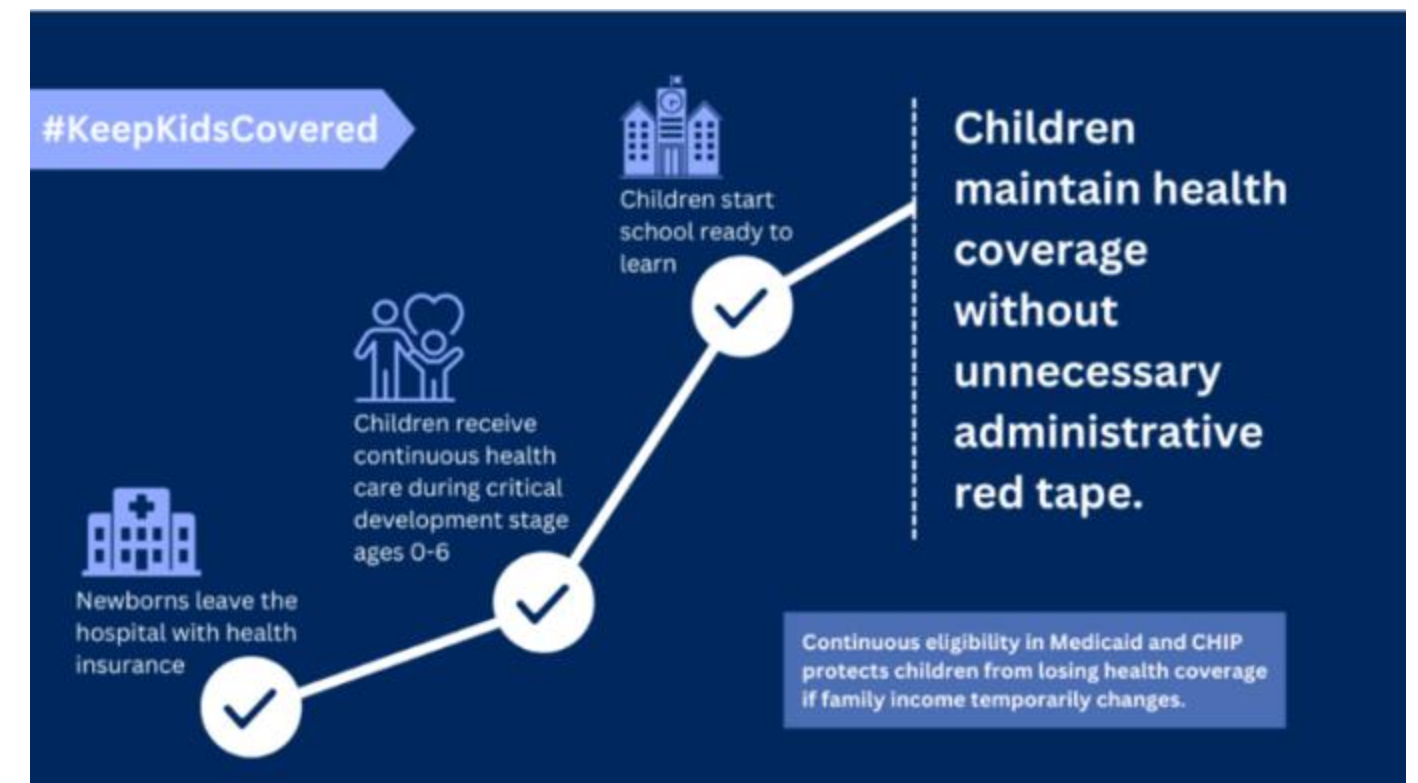 #KeepKidsCovered
Newborns leave the
hospital with health
insurance
Children receive
continuous health
care during critical
development stage
ages 0-6
Children start
school ready to
learn
Children
maintain health
coverage
without
unnecessary
administrative
red tape.
Continuous eligibility in Medicaid and CHIP
protects children from losing health coverage
if family income temporarily changes.